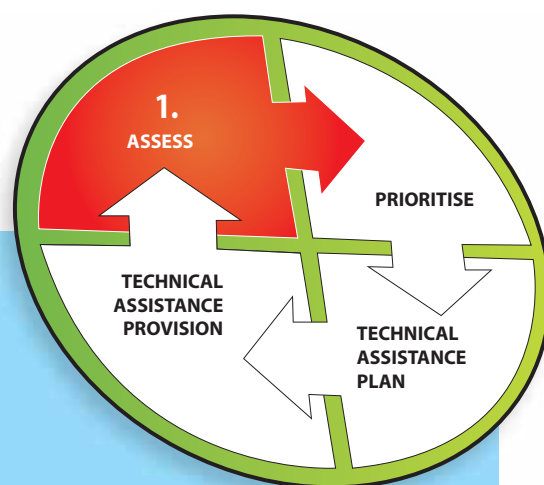 1.
ASSESS
PRIORITISE
TECHNICAL
ASSISTANCE
PLAN
TECHNICAL
ASSISTANCE
PROVISION